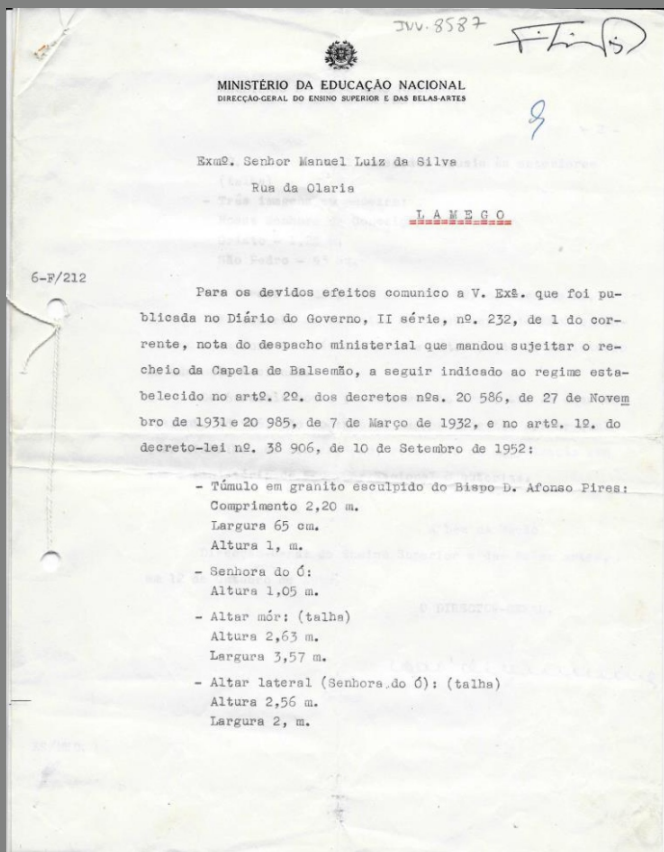 INV. 8587
MINISTÉRIO DA EDUCAÇÃO NACIONAL
DIRECÇÃO-GERAL DO ENSINO SUPERIOR E DAS BELAS-ARTES
Exmº. Senhor Manuel Luiz da Silva
Rua da Olaria
L A M E G O
6-F/212
Para os devidos efeitos comunico a V. Exª. que foi pu-
blicada no Diário do Governo, II série, nº. 232, de 1 do cor-
rente, nota do despacho ministerial que mandou sujeitar o re-
cheio da Capela de Balsemão, a seguir indicado ao regime esta-
belecido no artº. 2º. dos decretos nºs. 20 586, de 27 de Novem
bro de 1931 e 20 985, de 7 de Março de 1932, e no artº. 1º. do
decreto-lei nº. 38 906, de 10 de Setembro de 1952:
- Túmulo em granito esculpido do Bispo D. Afonso Pires:
Comprimento 2,20 m.
Largura 65 cm.
Altura 1, m.
- Senhora do Ó:
Altura 1,05 m.
- Altar mór: (talha)
Altura 2,63 m.
Largura 3,57 m.
- Altar lateral (Senhora do Ó): (talha)
Altura 2,56 m.
Largura 2, m.